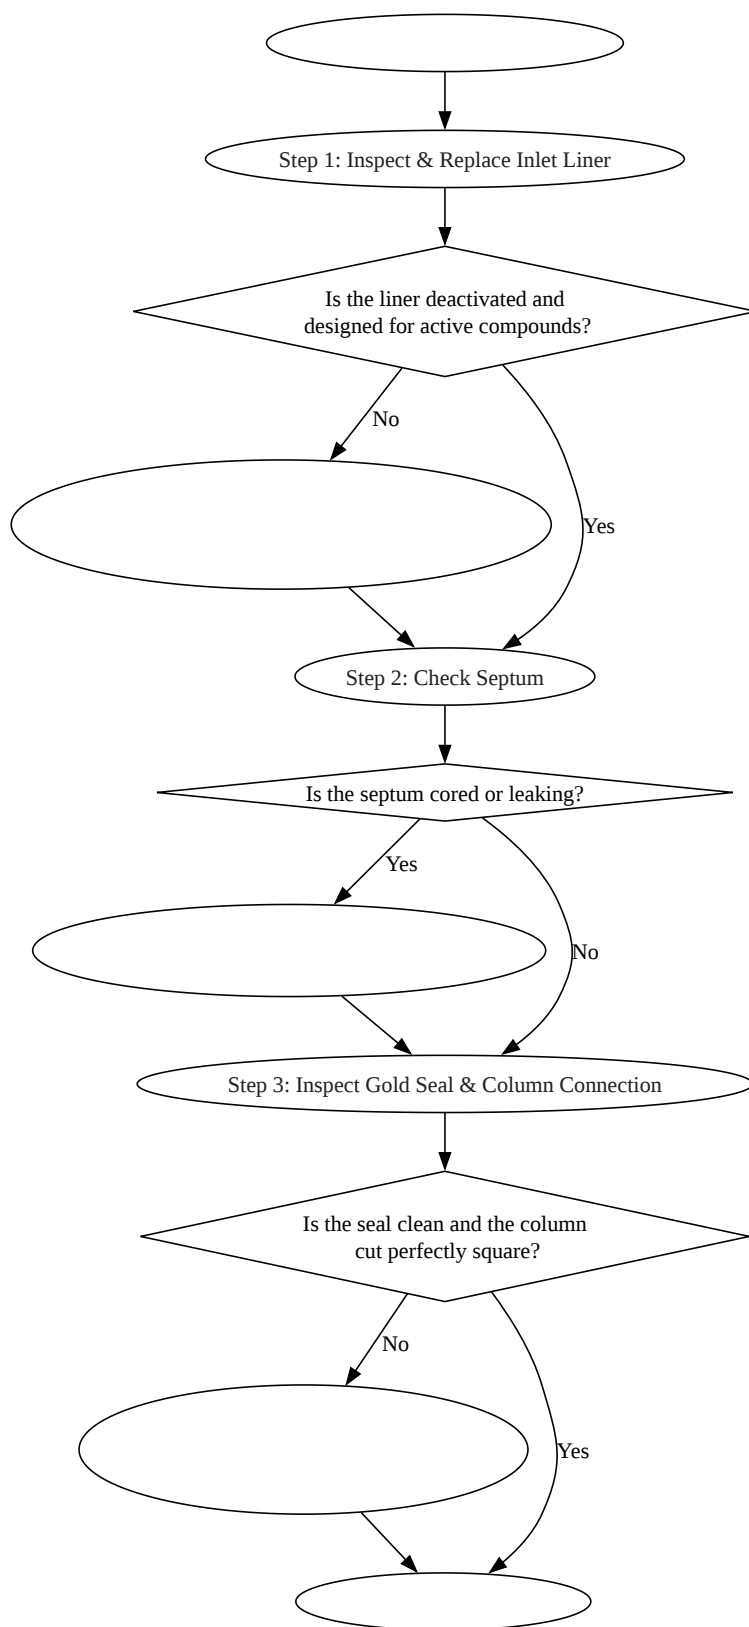 Step 1: Inspect & Replace Inlet Liner
Is the liner deactivated and
designed for active compounds?
No
Yes
Step 2: Check Septum
Is the septum cored or leaking?
Yes
No
Step 3: Inspect Gold Seal & Column Connection
Is the seal clean and the column
cut perfectly square?
No
Yes